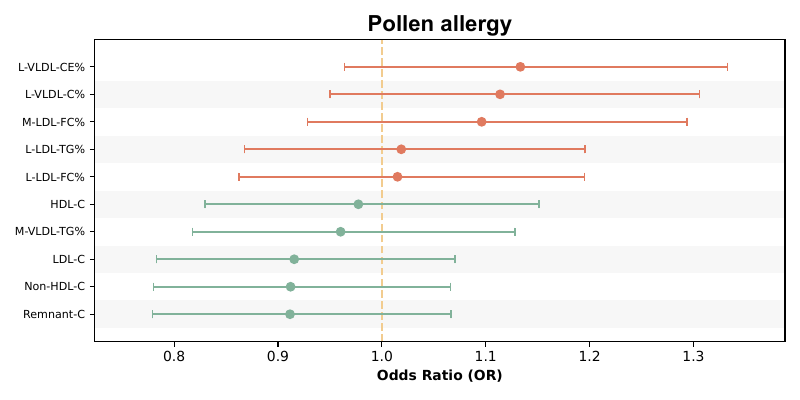 Pollen allergy
L-VLDL-CE%
L-VLDL-C%
M-LDL-FC%
L-LDL-TG%
L-LDL-FC%
HDL-C
M-VLDL-TG%
LDL-C
Non-HDL-C
Remnant-C
0.8 0.9 1.0 1.1 1.2 1.3
Odds Ratio (OR)